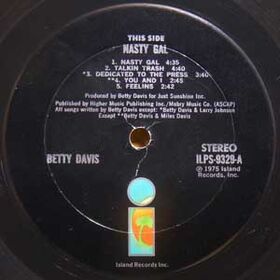 THIS SIDE
NASTY GAL
1. NASTY GAL 4:35
2. TALKIN TRASH 4:40
*3. DEDICATED TO THE PRESS 3:40
**4. YOU AND I 2:45
5. FEELINS 2:42
Produced by Betty Davis for Just Sunshine Inc.
Published by Higher Music Publishing Inc./Mabry Music Co. (ASCAP)
All songs written by Betty Davis except: *Betty Davis & Larry Johnson
Except **Betty Davis & Miles Davis
BETTY DAVIS
STEREO
ILPS-9329-A
℗ 1975 Island
Records, Inc.
i
Island Records Inc.